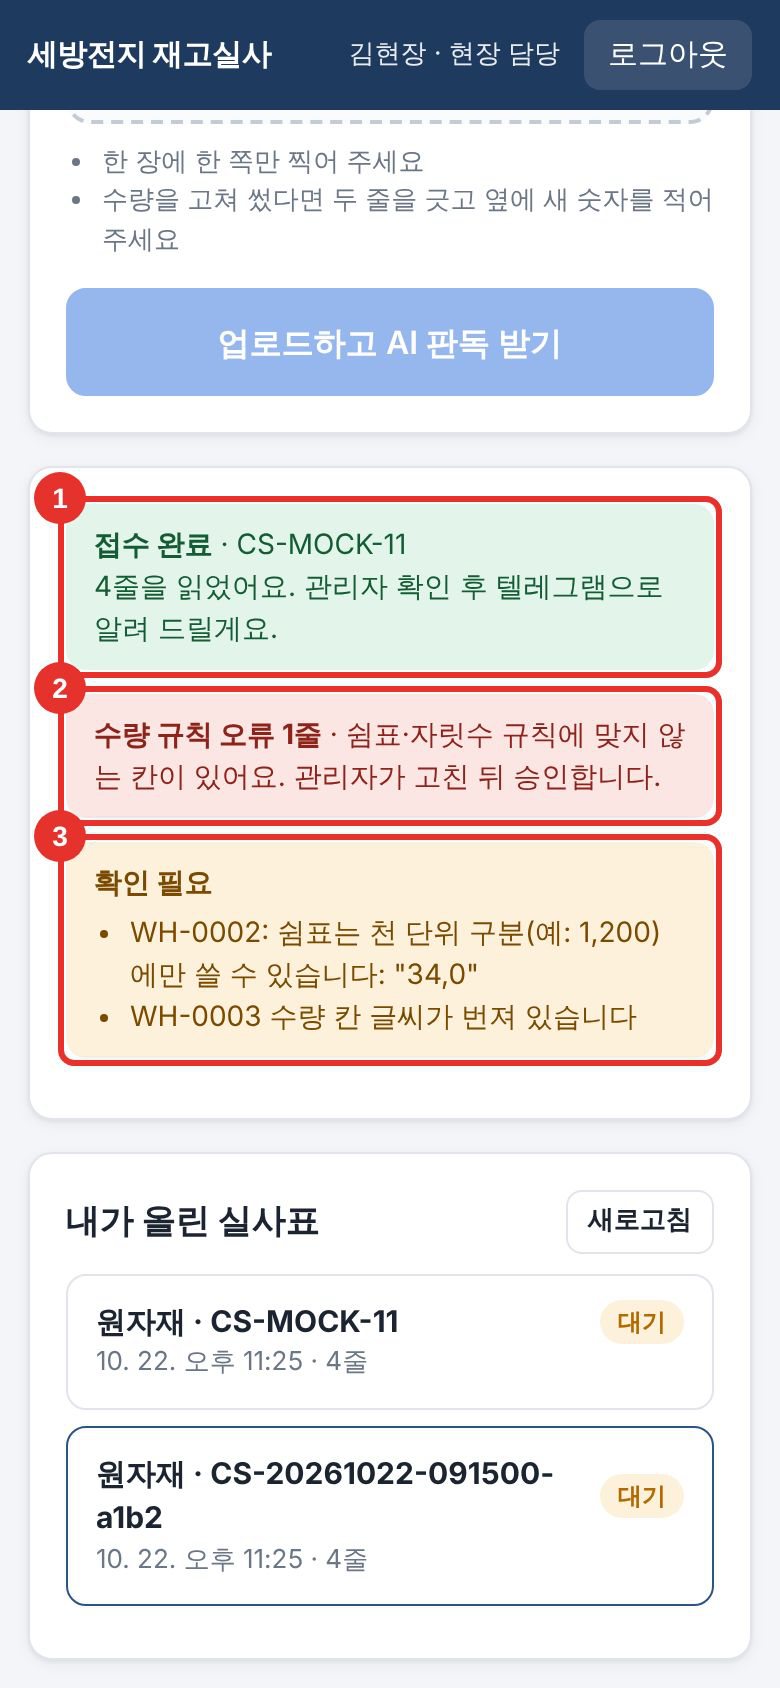 세방전지 재고실사
김현장 · 현장 담당
로그아웃
• 한 장에 한 쪽만 찍어 주세요
• 수량을 고쳐 썼다면 두 줄을 긋고 옆에 새 숫자를 적어
주세요
업로드하고 AI 판독 받기
1
접수 완료 · CS-MOCK-11
4줄을 읽었어요. 관리자 확인 후 텔레그램으로
알려 드릴게요.
2
수량 규칙 오류 1줄 · 쉼표·자릿수 규칙에 맞지 않
는 칸이 있어요. 관리자가 고친 뒤 승인합니다.
3
확인 필요
• WH-0002: 쉼표는 천 단위 구분(예: 1,200)
에만 쓸 수 있습니다: "34,0"
• WH-0003 수량 칸 글씨가 번져 있습니다
내가 올린 실사표
새로고침
원자재 · CS-MOCK-11
대기
10. 22. 오후 11:25 · 4줄
원자재 · CS-20261022-091500-
a1b2
대기
10. 22. 오후 11:25 · 4줄